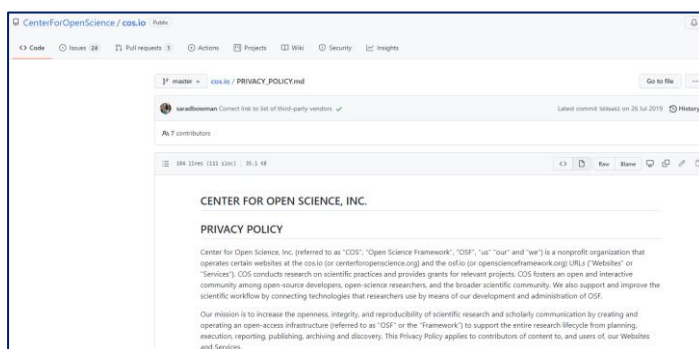 CenterForOpenScience / cos.io Public
Code Issues 24 Pull requests 1 Actions Projects Wiki Security Insights
master cos.io / PRIVACY_POLICY.md Go to file
saradbowman Correct link to list of third-party vendors Latest commit on 26 Jul 2019 History
7 contributors
184 lines (111 sloc) 35.1 KB Raw Blame
CENTER FOR OPEN SCIENCE, INC.
PRIVACY POLICY
Center for Open Science, Inc. (referred to as "COS", "Open Science Framework", "OSF", "us" "our" and "we") is a nonprofit organization that
operates certain websites at the cos.io (or centerforopenscience.org) and the osf.io (or openscienceframework.org) URLs ("Websites" or
"Services"). COS conducts research on scientific practices and provides grants for relevant projects. COS fosters an open and interactive
community among open-source developers, open-science researchers, and the broader scientific community. We also support and improve the
scientific workflow by connecting technologies that researchers use by means of our development and administration of OSF.
Our mission is to increase the openness, integrity, and reproducibility of scientific research and scholarly communication by creating and
operating an open-access infrastructure (referred to as "OSF" or the "Framework") to support the entire research lifecycle from planning,
execution, reporting, publishing, archiving and discovery. This Privacy Policy applies to contributors of content to, and users of, our Websites
and Services.